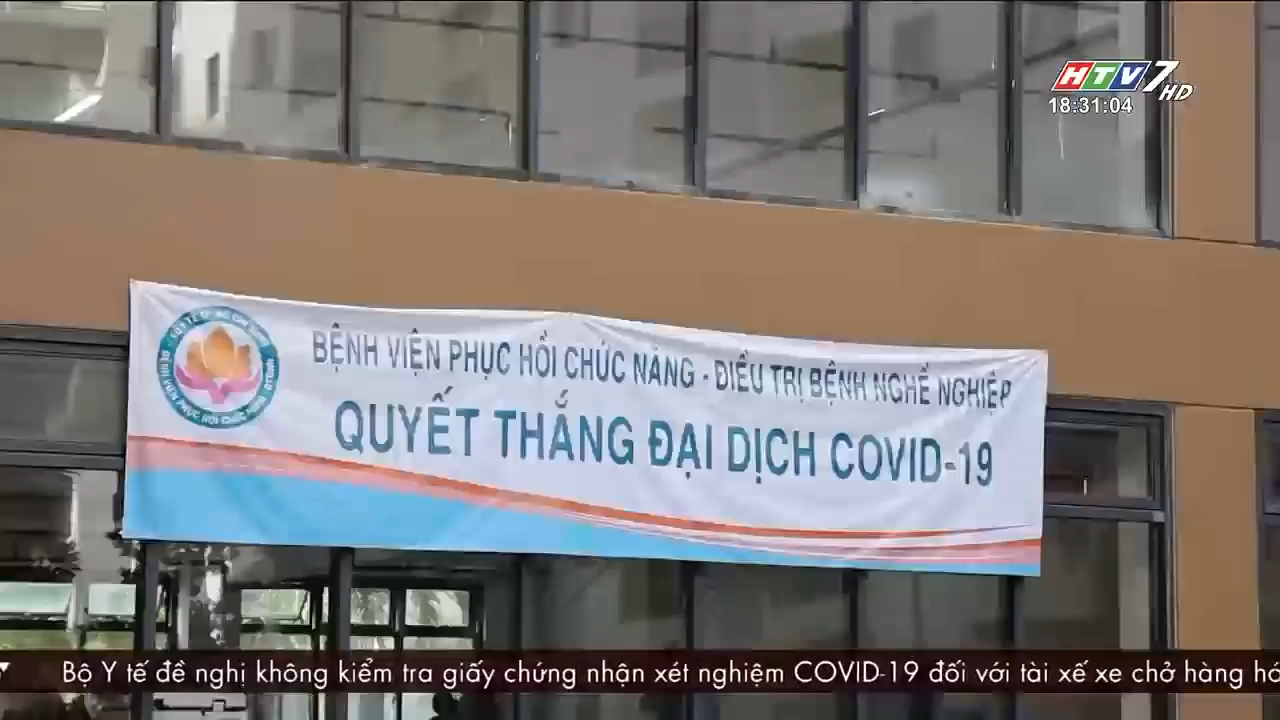 HTV7
HD
18:31:04
BỆNH VIỆN PHỤC HỒI CHỨC NĂNG - ĐIỀU TRỊ BỆNH NGHỀ NGHIỆP
QUYẾT THẮNG ĐẠI DỊCH COVID-19
Bộ Y tế đề nghị không kiểm tra giấy chứng nhận xét nghiệm COVID-19 đối với tài xế xe chở hàng